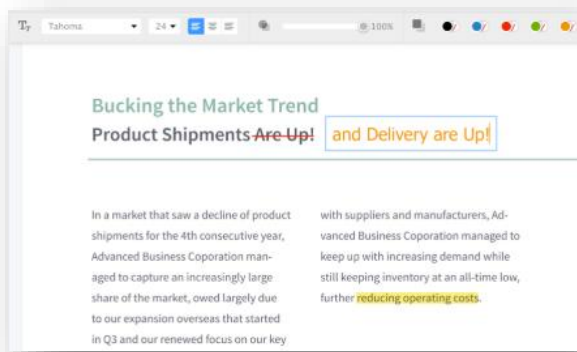 Tahoma 24 100%
Bucking the Market Trend
Product Shipments Are Up! and Delivery are Up!
In a market that saw a decline of product
shipments for the 4th consecutive year,
Advanced Business Coporation man-
aged to capture an increasingly large
share of the market, owed largely due
to our expansion overseas that started
in Q3 and our renewed focus on our key
with suppliers and manufacturers, Ad-
vanced Business Coporation managed to
keep up with increasing demand while
still keeping inventory at an all-time low,
further reducing operating costs.